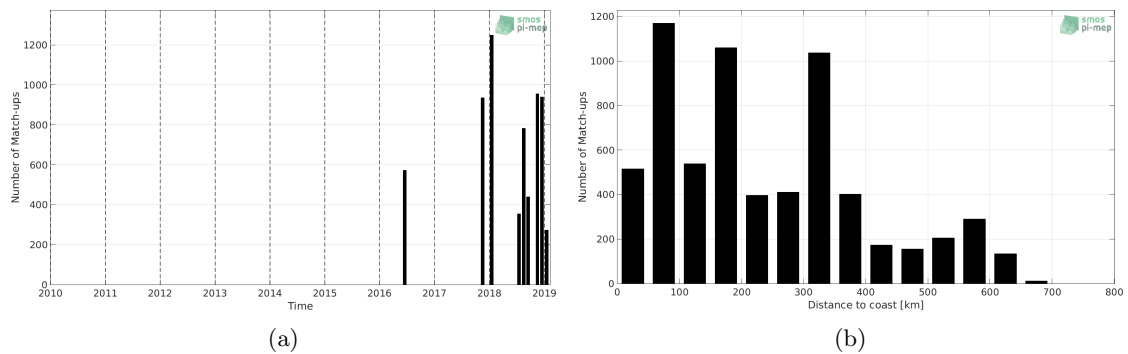 smos
pi-mep
1200
1000
800
600
400
200
0
Number of Match-ups
2010 2011 2012 2013 2014 2015 2016 2017 2018 2019
Time
(a)
smos
pi-mep
1200
1000
800
600
400
200
0
Number of Match-ups
0 100 200 300 400 500 600 700 800
Distance to coast [km]
(b)